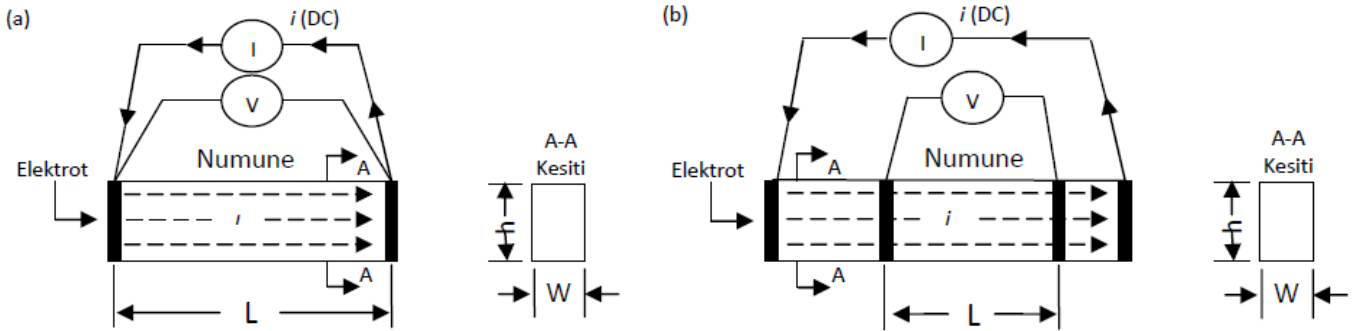 (a)
i (DC)
I
V
Elektrot
Numune
A
A-A
Kesiti
i
h
A
L
W
(b)
i (DC)
I
V
Elektrot
A
Numune
A-A
Kesiti
i
h
A
L
W